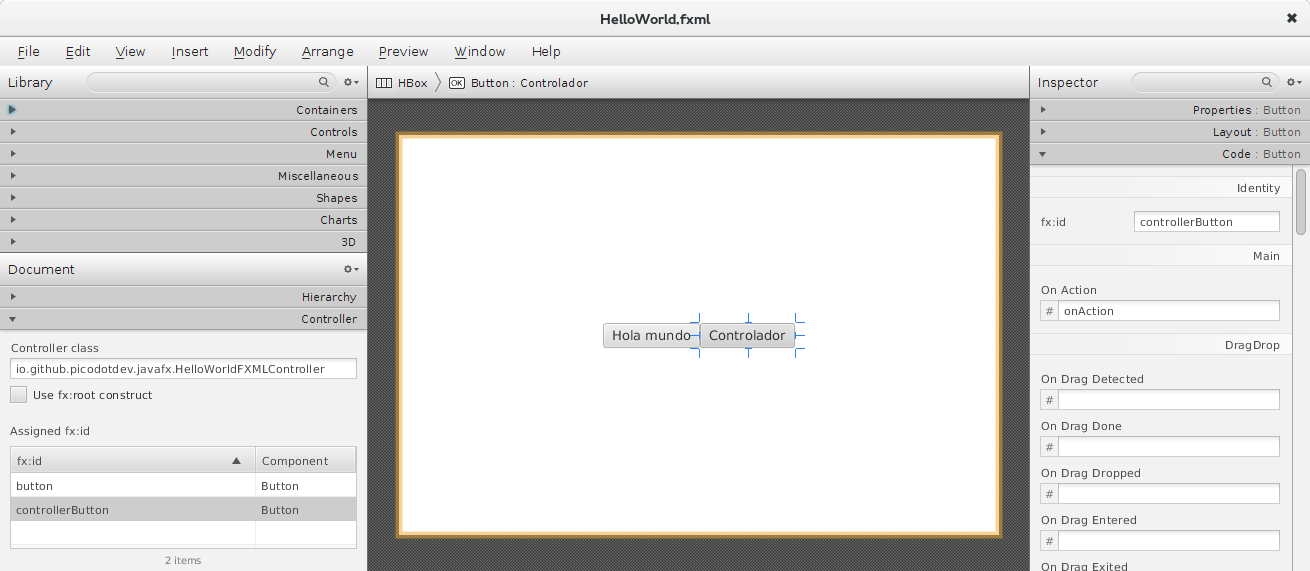 HelloWorld.fxml
File Edit View Insert Modify Arrange Preview Window Help
Library
Containers
Controls
Menu
Miscellaneous
Shapes
Charts
3D
Document
Hierarchy
Controller
Controller class
io.github.picodotdev.javafx.HelloWorldFXMLController
Use fx:root construct
Assigned fx:id
fx:id Component
button Button
controllerButton Button
2 items
HBox OK Button : Controlador
Hola mundo Controlador
Inspector
Properties : Button
Layout : Button
Code : Button
Identity
fx:id controllerButton
Main
On Action
# onAction
DragDrop
On Drag Detected
#
On Drag Done
#
On Drag Dropped
#
On Drag Entered
#
On Drag Exited